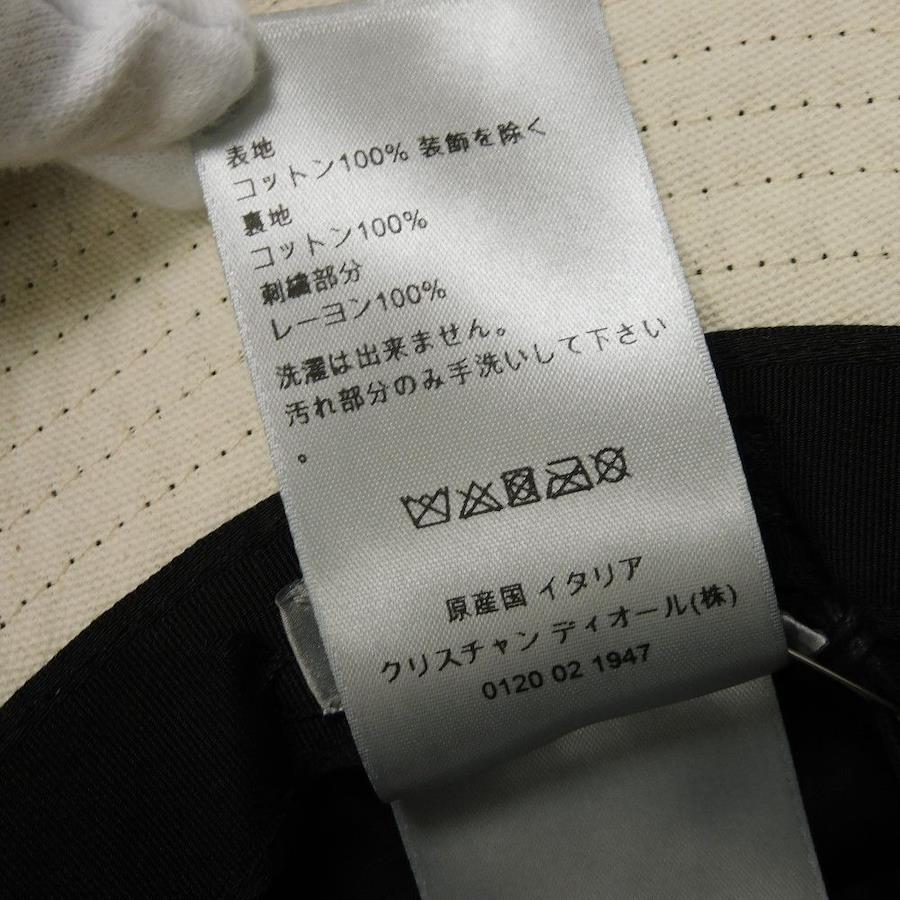 表地
コットン100% 装飾を除く
裏地
コットン100%
刺繍部分
レーヨン100%
洗濯は出来ません。
汚れ部分のみ手洗いして下さい
。
原産国 イタリア
クリスチャン ディオール(株)
0120 02 1947